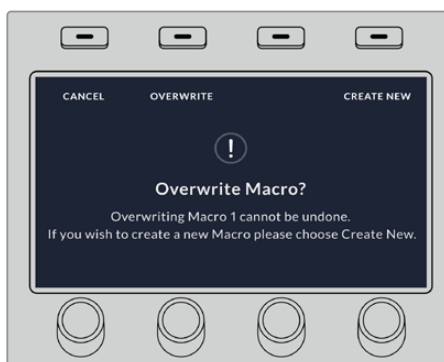 CANCEL OVERWRITE CREATE NEW
!
Overwrite Macro?
Overwriting Macro 1 cannot be undone.
If you wish to create a new Macro please choose Create New.